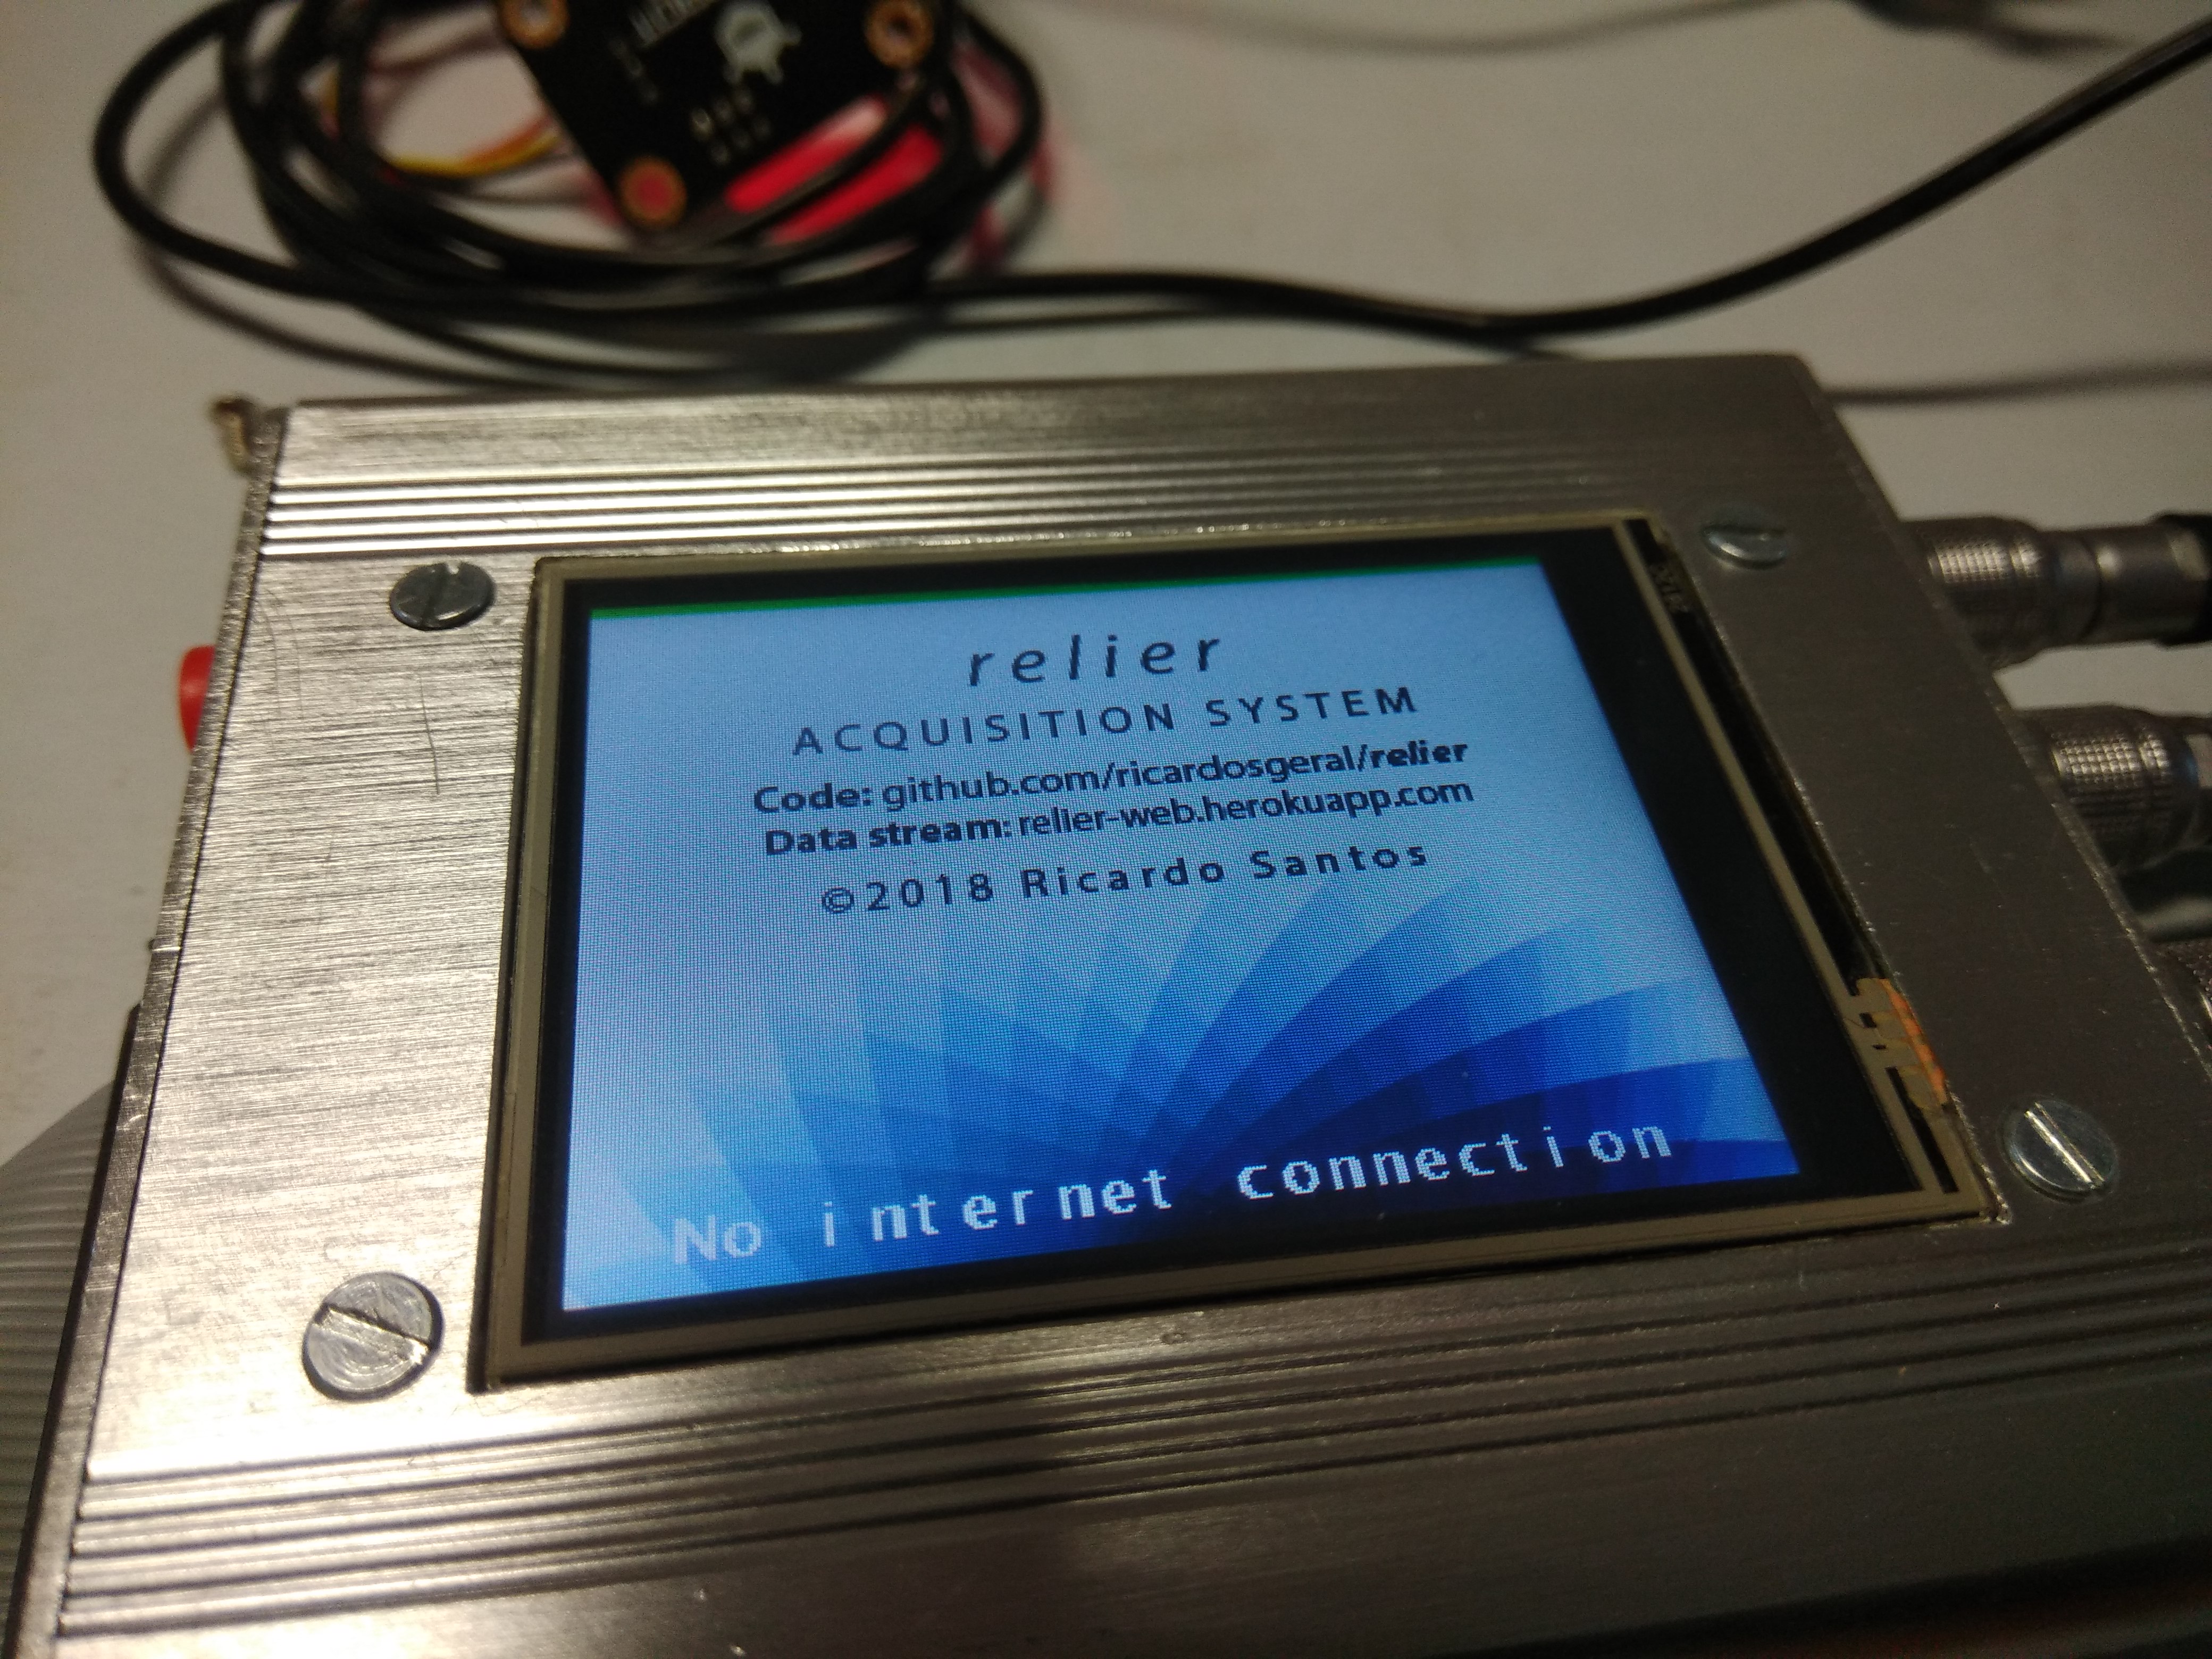 relier
ACQUISITION SYSTEM
Code: github.com/ricardosgeral/relier
Data stream: relier-web.herokuapp.com
©2018 Ricardo Santos
No internet connection